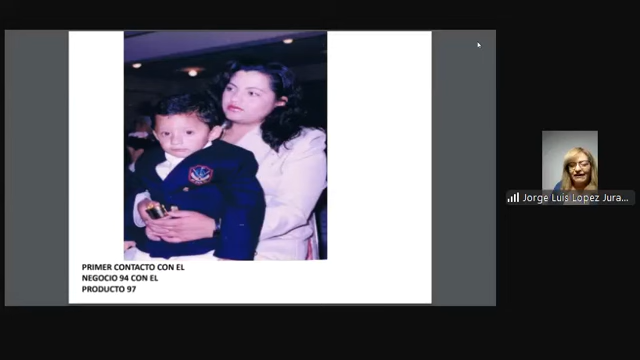 PRIMER CONTACTO CON EL
NEGOCIO 94 CON EL
PRODUCTO 97
Jorge Luis Lopez Jura...